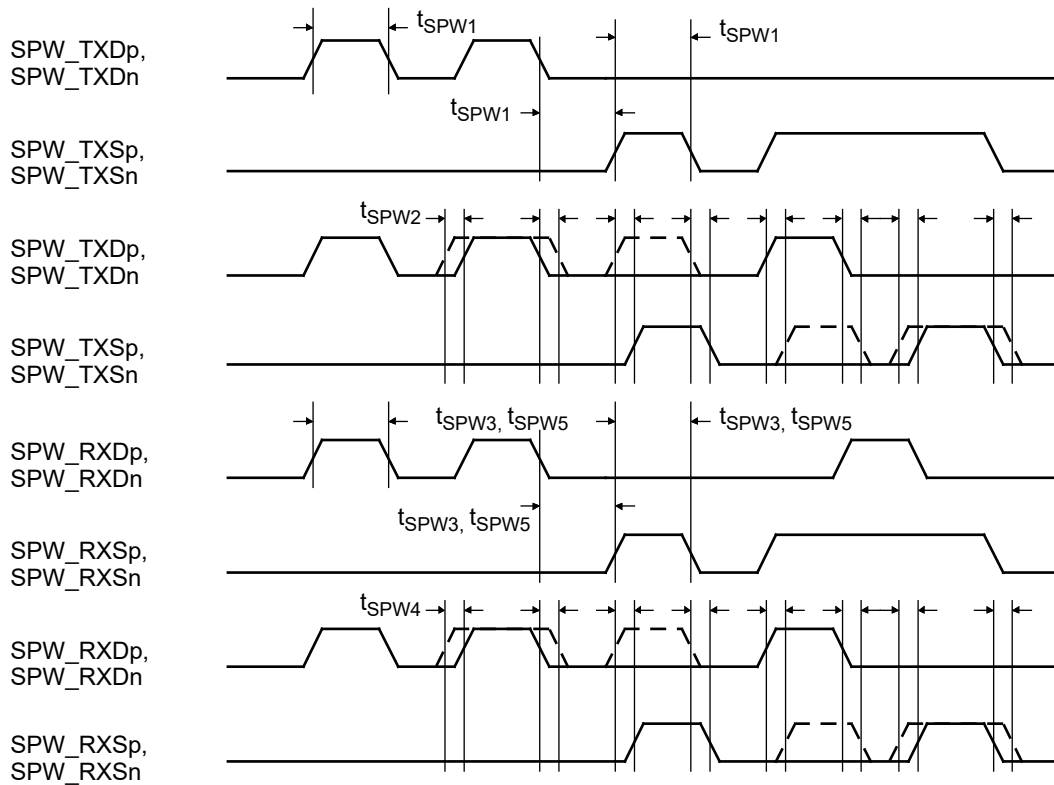 tSPW1
tSPW1
SPW_TXDp,
SPW_TXDn
tSPW1
SPW_TXSp,
SPW_TXSn
tSPW2
SPW_TXDp,
SPW_TXDn
SPW_TXSp,
SPW_TXSn
tSPW3, tSPW5
tSPW3, tSPW5
SPW_RXDp,
SPW_RXDn
tSPW3, tSPW5
SPW_RXSp,
SPW_RXSn
tSPW4
SPW_RXDp,
SPW_RXDn
SPW_RXSp,
SPW_RXSn